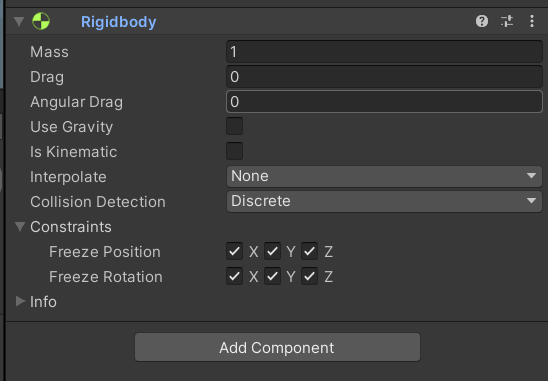 Rigidbody
Mass 1
Drag 0
Angular Drag 0
Use Gravity
Is Kinematic
Interpolate None
Collision Detection Discrete
Constraints
Freeze Position X Y Z
Freeze Rotation X Y Z
Info
Add Component